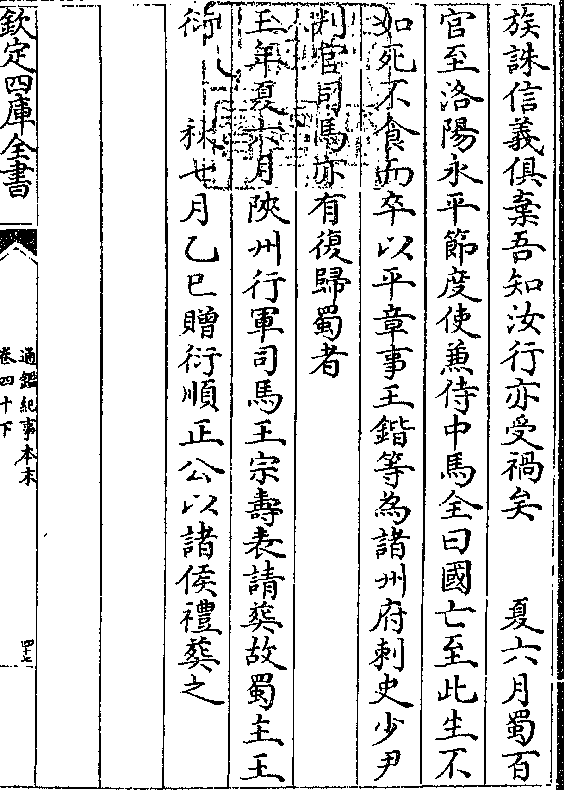 族誅信義俱棄吾知汝行亦受禍矣　　夏六月蜀百
官至洛陽永平節度使兼侍中馬全曰國亡至此生不
如死不食而卒以平章事王鍇等為諸州府刺史少尹
判官司馬亦有復歸蜀者
三年夏六月陜州行軍司馬王宗壽表請葬故蜀主王
衍　　秋七月乙巳贈衍順正公以諸侯禮葬之
欽定四庫全書
通鑑紀事本末
卷四十下
四七